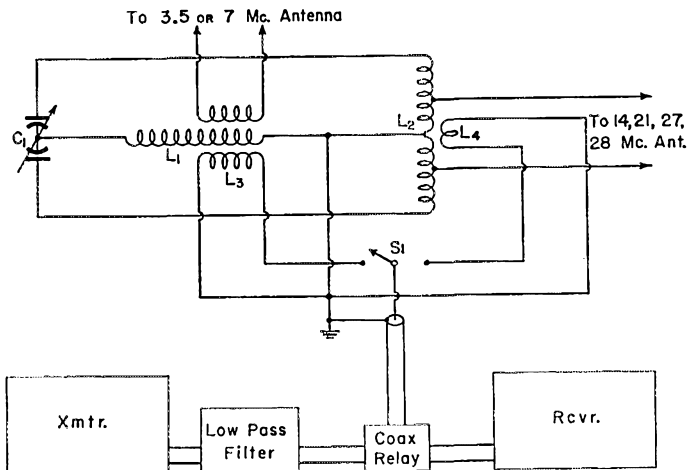 To 3.5 OR 7 Mc. Antenna
C1
L1
L2
L3
L4
To 14, 21, 27,
28 Mc. Ant.
S1
Xmtr.
Low Pass
Filter
Coax
Relay
Rcvr.